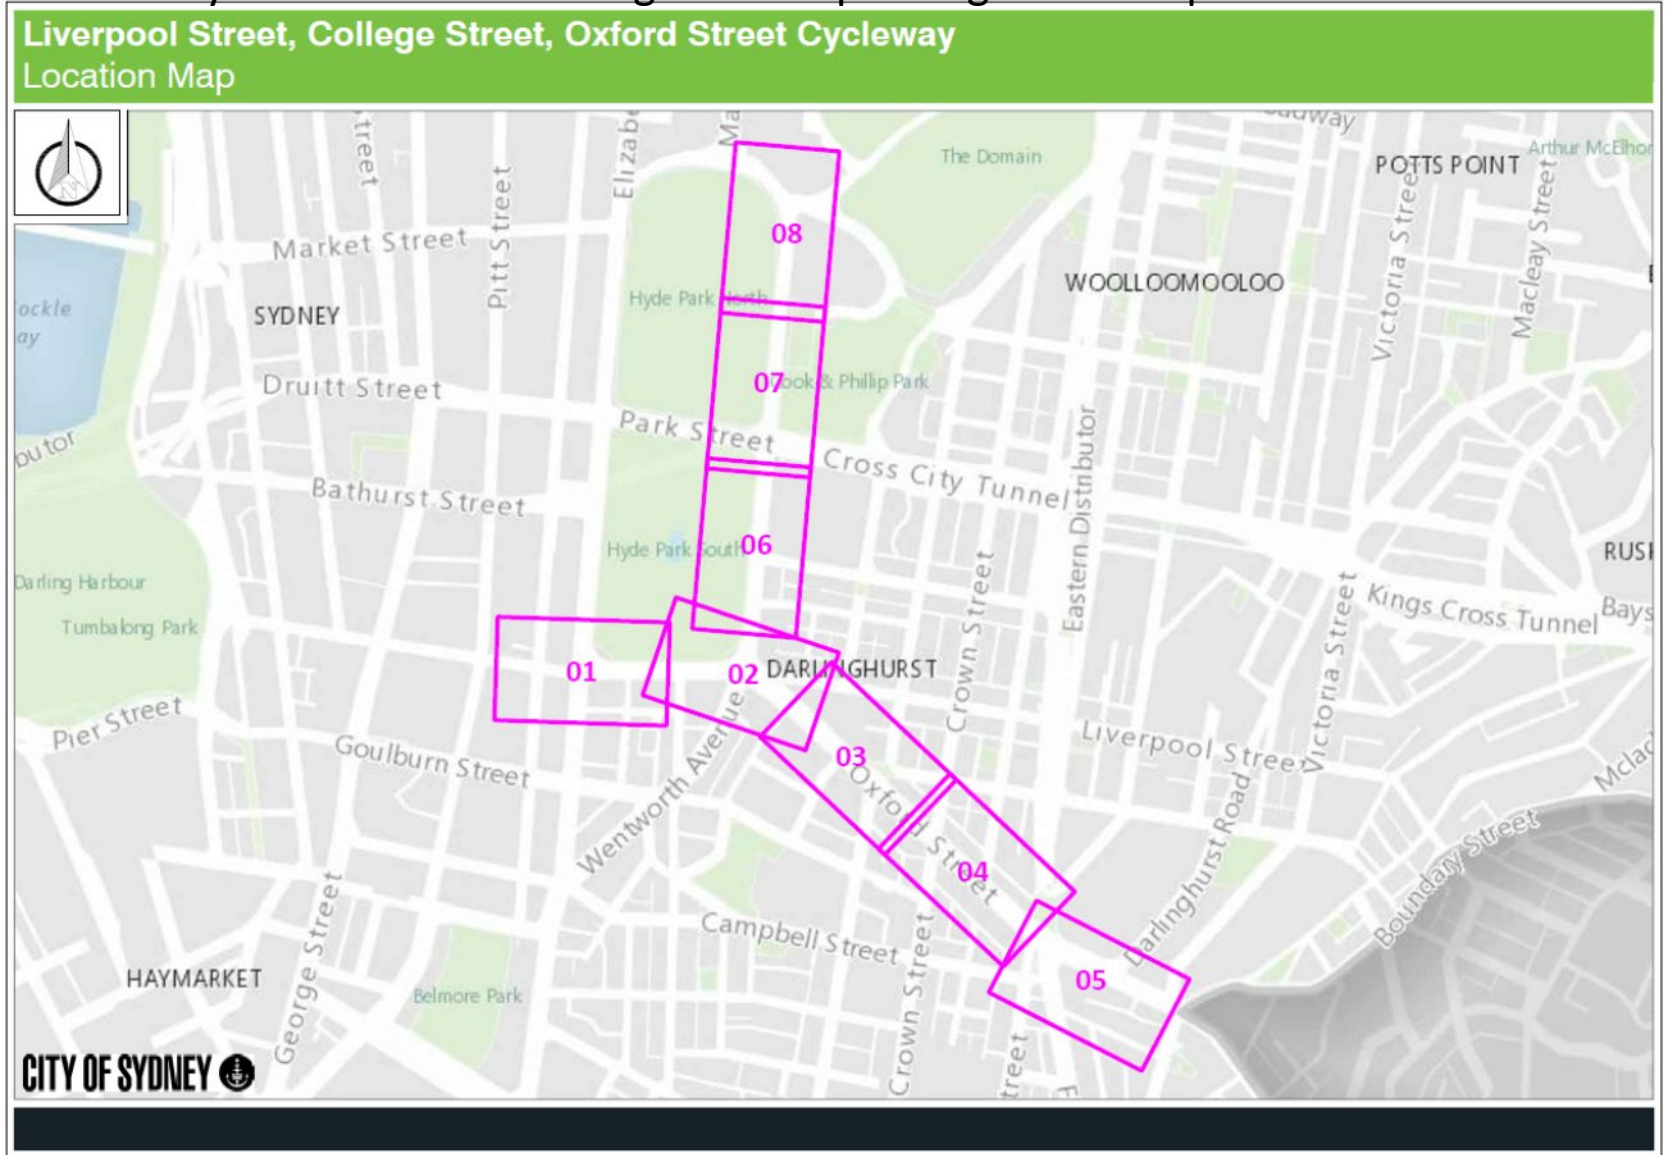 Liverpool Street, College Street, Oxford Street Cycleway
Location Map
N
The Domain
POTTS POINT
Market Street
Pitt Street
08
WOOLLOOMOOLOO
Victoria Street
Macleay Street
Hyde Park North
SYDNEY
07
Cook & Phillip Park
Druitt Street
Park Street
Cross City Tunnel
Eastern Distributor
Bathurst Street
06
Hyde Park South
Darling Harbour
Tumbalong Park
Crown Street
Kings Cross Tunnel
Victoria Street
01
02
DARLINGHURST
Pier Street
Goulburn Street
Wentworth Avenue
03
Liverpool Street
Oxford Street
04
Darlinghurst Road
Boundary Street
Campbell Street
Crown Street
HAYMARKET
George Street
Belmore Park
05
CITY OF SYDNEY